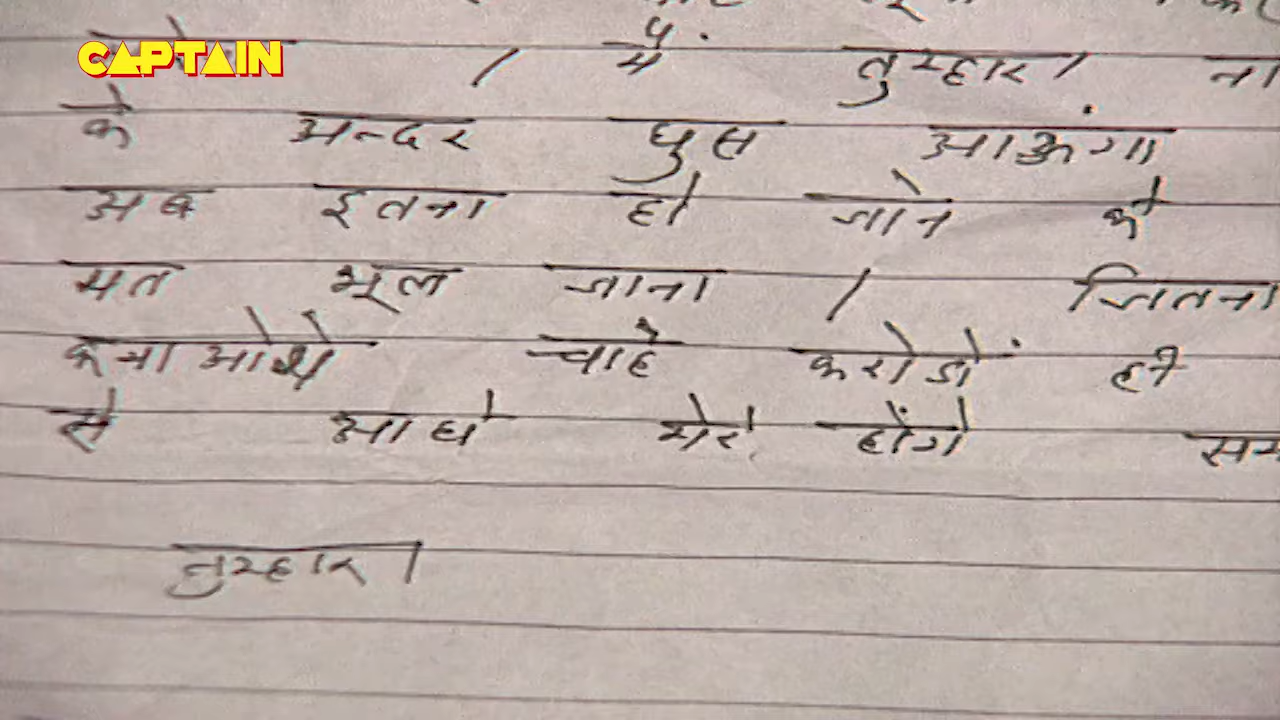 CAPTAIN
। मैं तुम्हारा
के अन्दर घुस आऊंगा
अब इतना हो जाने के
मत भूल जाना । जितना
कमाओगे चाहे करोडों ही
से आधे मेरे होंगे
तुम्हारा